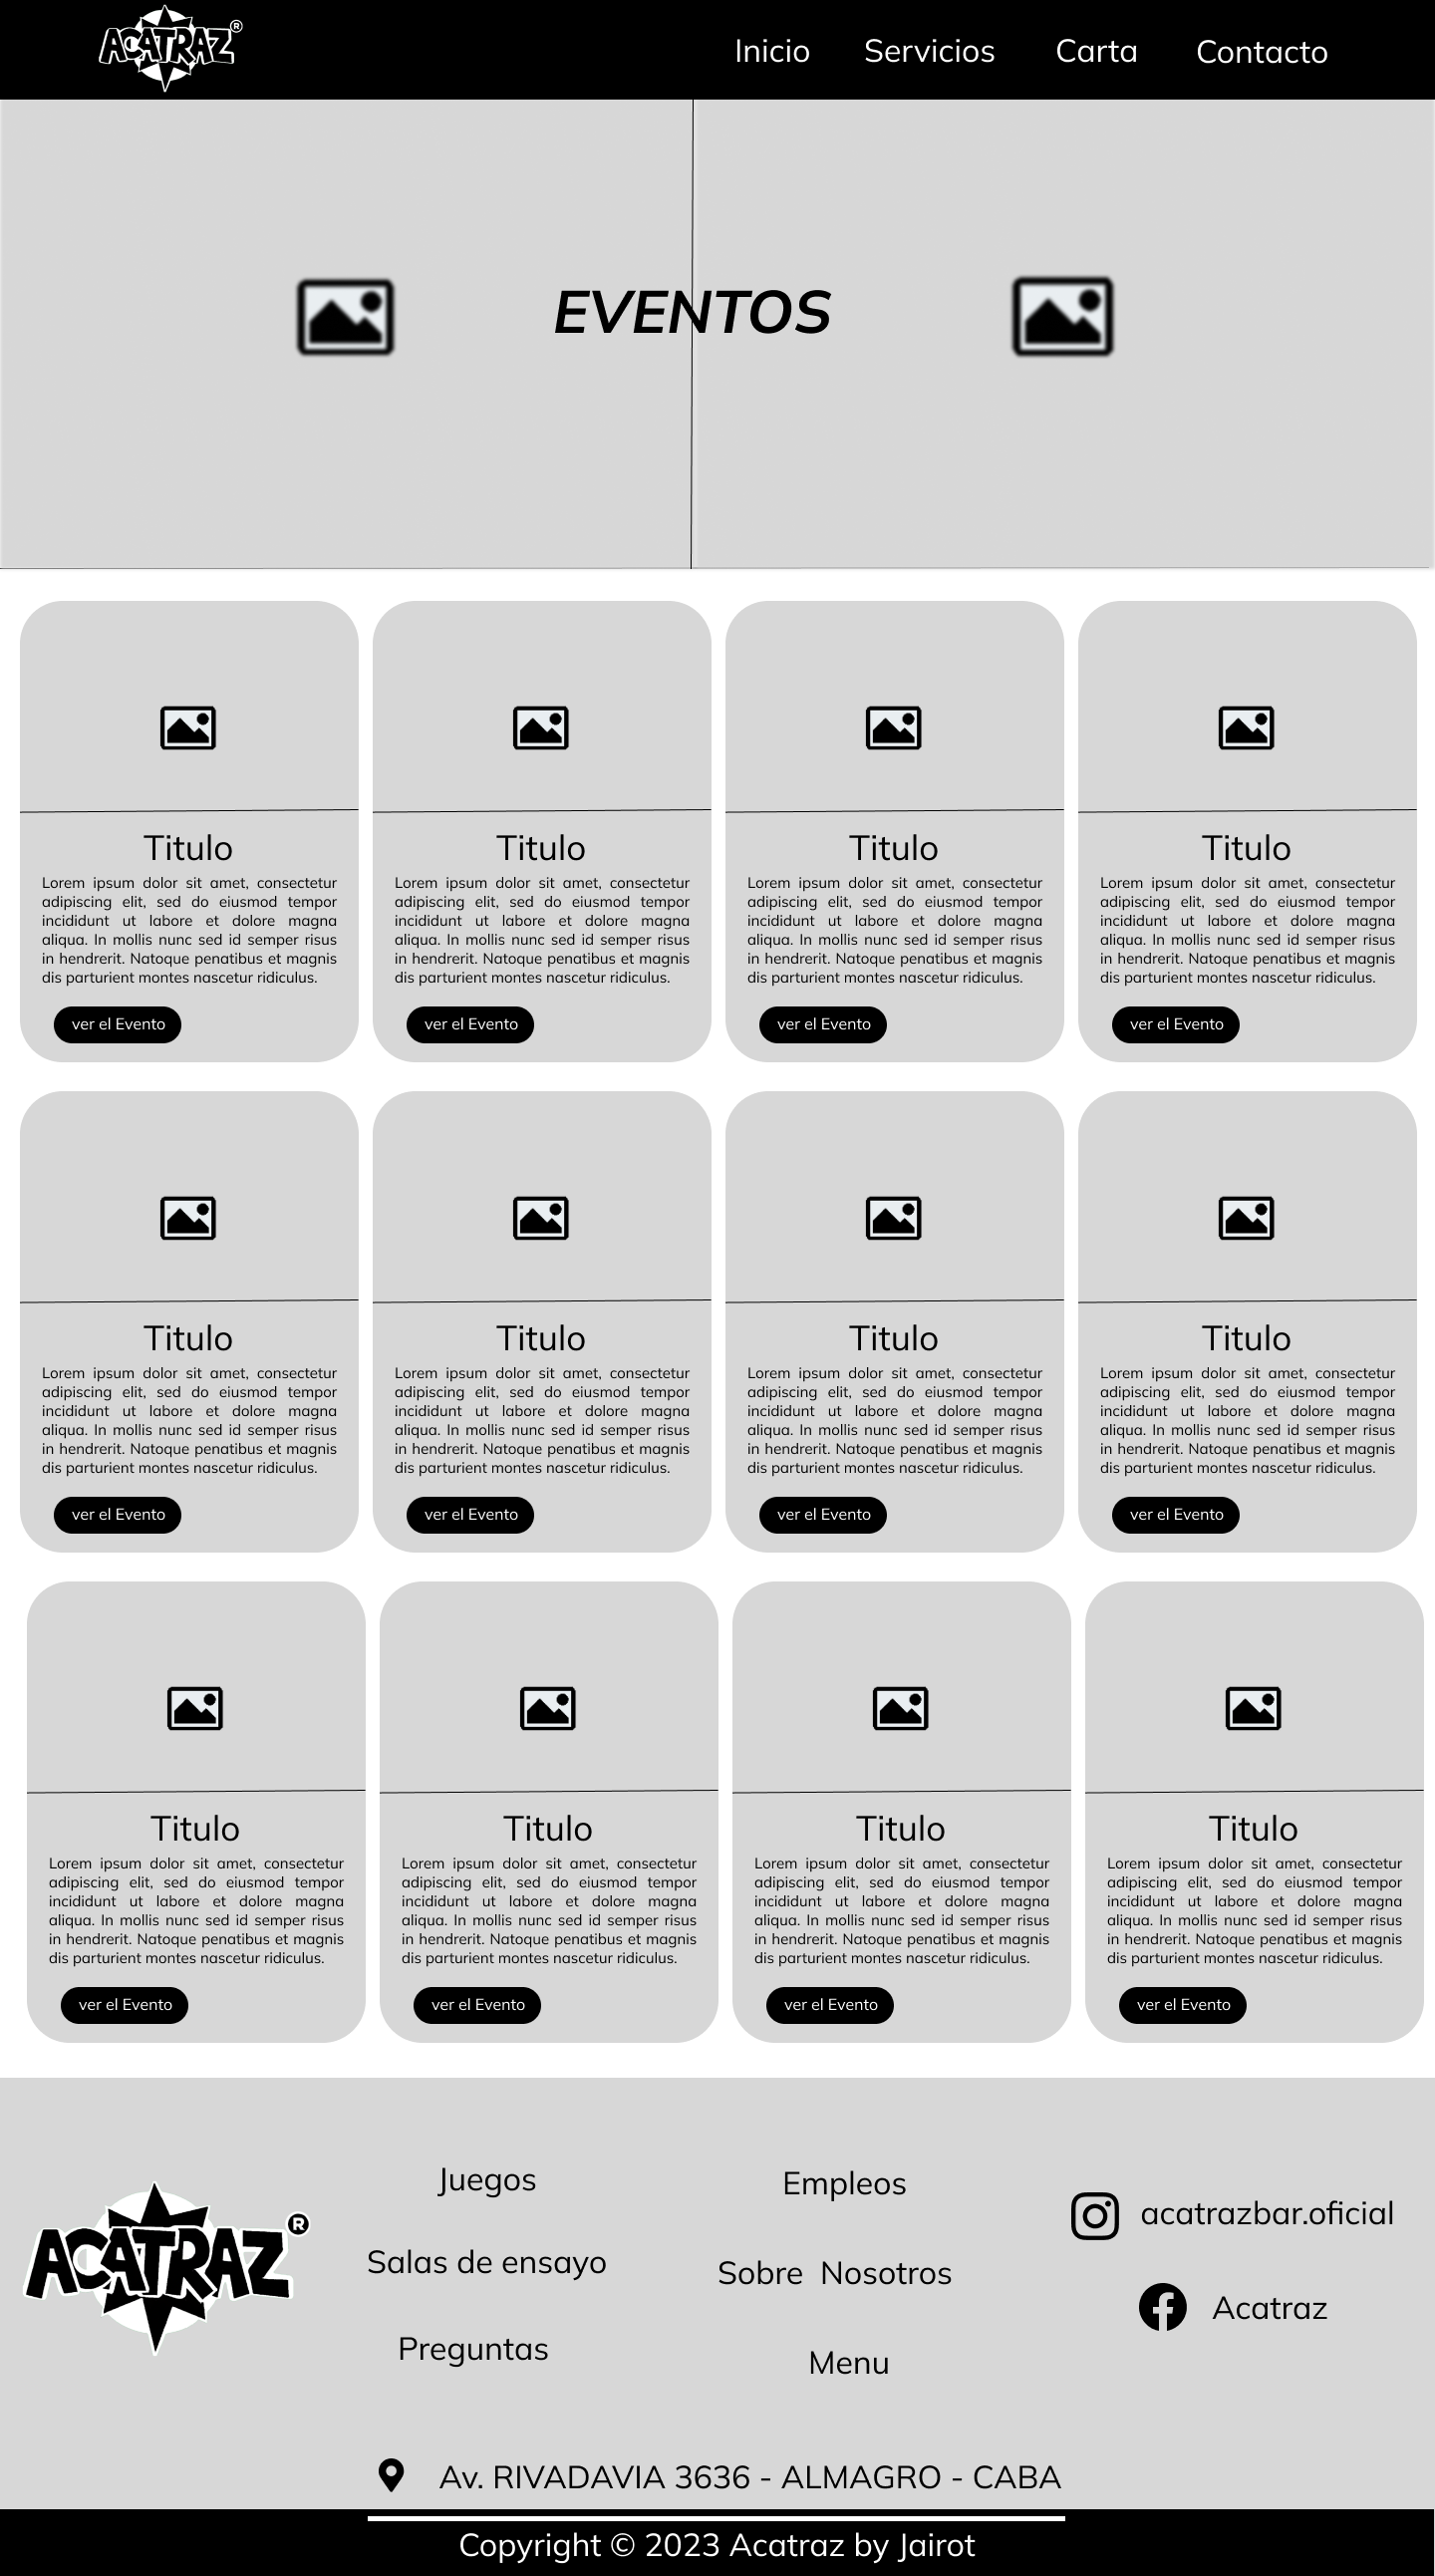 ACATRAZ®
Inicio Servicios Carta Contacto
EVENTOS
Titulo
Lorem ipsum dolor sit amet, consectetur
adipiscing elit, sed do eiusmod tempor
incididunt ut labore et dolore magna
aliqua. In mollis nunc sed id semper risus
in hendrerit. Natoque penatibus et magnis
dis parturient montes nascetur ridiculus.
ver el Evento
Titulo
Lorem ipsum dolor sit amet, consectetur
adipiscing elit, sed do eiusmod tempor
incididunt ut labore et dolore magna
aliqua. In mollis nunc sed id semper risus
in hendrerit. Natoque penatibus et magnis
dis parturient montes nascetur ridiculus.
ver el Evento
Titulo
Lorem ipsum dolor sit amet, consectetur
adipiscing elit, sed do eiusmod tempor
incididunt ut labore et dolore magna
aliqua. In mollis nunc sed id semper risus
in hendrerit. Natoque penatibus et magnis
dis parturient montes nascetur ridiculus.
ver el Evento
Titulo
Lorem ipsum dolor sit amet, consectetur
adipiscing elit, sed do eiusmod tempor
incididunt ut labore et dolore magna
aliqua. In mollis nunc sed id semper risus
in hendrerit. Natoque penatibus et magnis
dis parturient montes nascetur ridiculus.
ver el Evento
Titulo
Lorem ipsum dolor sit amet, consectetur
adipiscing elit, sed do eiusmod tempor
incididunt ut labore et dolore magna
aliqua. In mollis nunc sed id semper risus
in hendrerit. Natoque penatibus et magnis
dis parturient montes nascetur ridiculus.
ver el Evento
Titulo
Lorem ipsum dolor sit amet, consectetur
adipiscing elit, sed do eiusmod tempor
incididunt ut labore et dolore magna
aliqua. In mollis nunc sed id semper risus
in hendrerit. Natoque penatibus et magnis
dis parturient montes nascetur ridiculus.
ver el Evento
Titulo
Lorem ipsum dolor sit amet, consectetur
adipiscing elit, sed do eiusmod tempor
incididunt ut labore et dolore magna
aliqua. In mollis nunc sed id semper risus
in hendrerit. Natoque penatibus et magnis
dis parturient montes nascetur ridiculus.
ver el Evento
Titulo
Lorem ipsum dolor sit amet, consectetur
adipiscing elit, sed do eiusmod tempor
incididunt ut labore et dolore magna
aliqua. In mollis nunc sed id semper risus
in hendrerit. Natoque penatibus et magnis
dis parturient montes nascetur ridiculus.
ver el Evento
Titulo
Lorem ipsum dolor sit amet, consectetur
adipiscing elit, sed do eiusmod tempor
incididunt ut labore et dolore magna
aliqua. In mollis nunc sed id semper risus
in hendrerit. Natoque penatibus et magnis
dis parturient montes nascetur ridiculus.
ver el Evento
Titulo
Lorem ipsum dolor sit amet, consectetur
adipiscing elit, sed do eiusmod tempor
incididunt ut labore et dolore magna
aliqua. In mollis nunc sed id semper risus
in hendrerit. Natoque penatibus et magnis
dis parturient montes nascetur ridiculus.
ver el Evento
Titulo
Lorem ipsum dolor sit amet, consectetur
adipiscing elit, sed do eiusmod tempor
incididunt ut labore et dolore magna
aliqua. In mollis nunc sed id semper risus
in hendrerit. Natoque penatibus et magnis
dis parturient montes nascetur ridiculus.
ver el Evento
Titulo
Lorem ipsum dolor sit amet, consectetur
adipiscing elit, sed do eiusmod tempor
incididunt ut labore et dolore magna
aliqua. In mollis nunc sed id semper risus
in hendrerit. Natoque penatibus et magnis
dis parturient montes nascetur ridiculus.
ver el Evento
ACATRAZ®
Juegos
Salas de ensayo
Preguntas
Empleos
Sobre Nosotros
Menu
acatrazbar.oficial
Acatraz
Av. RIVADAVIA 3636 - ALMAGRO - CABA
Copyright © 2023 Acatraz by Jairot